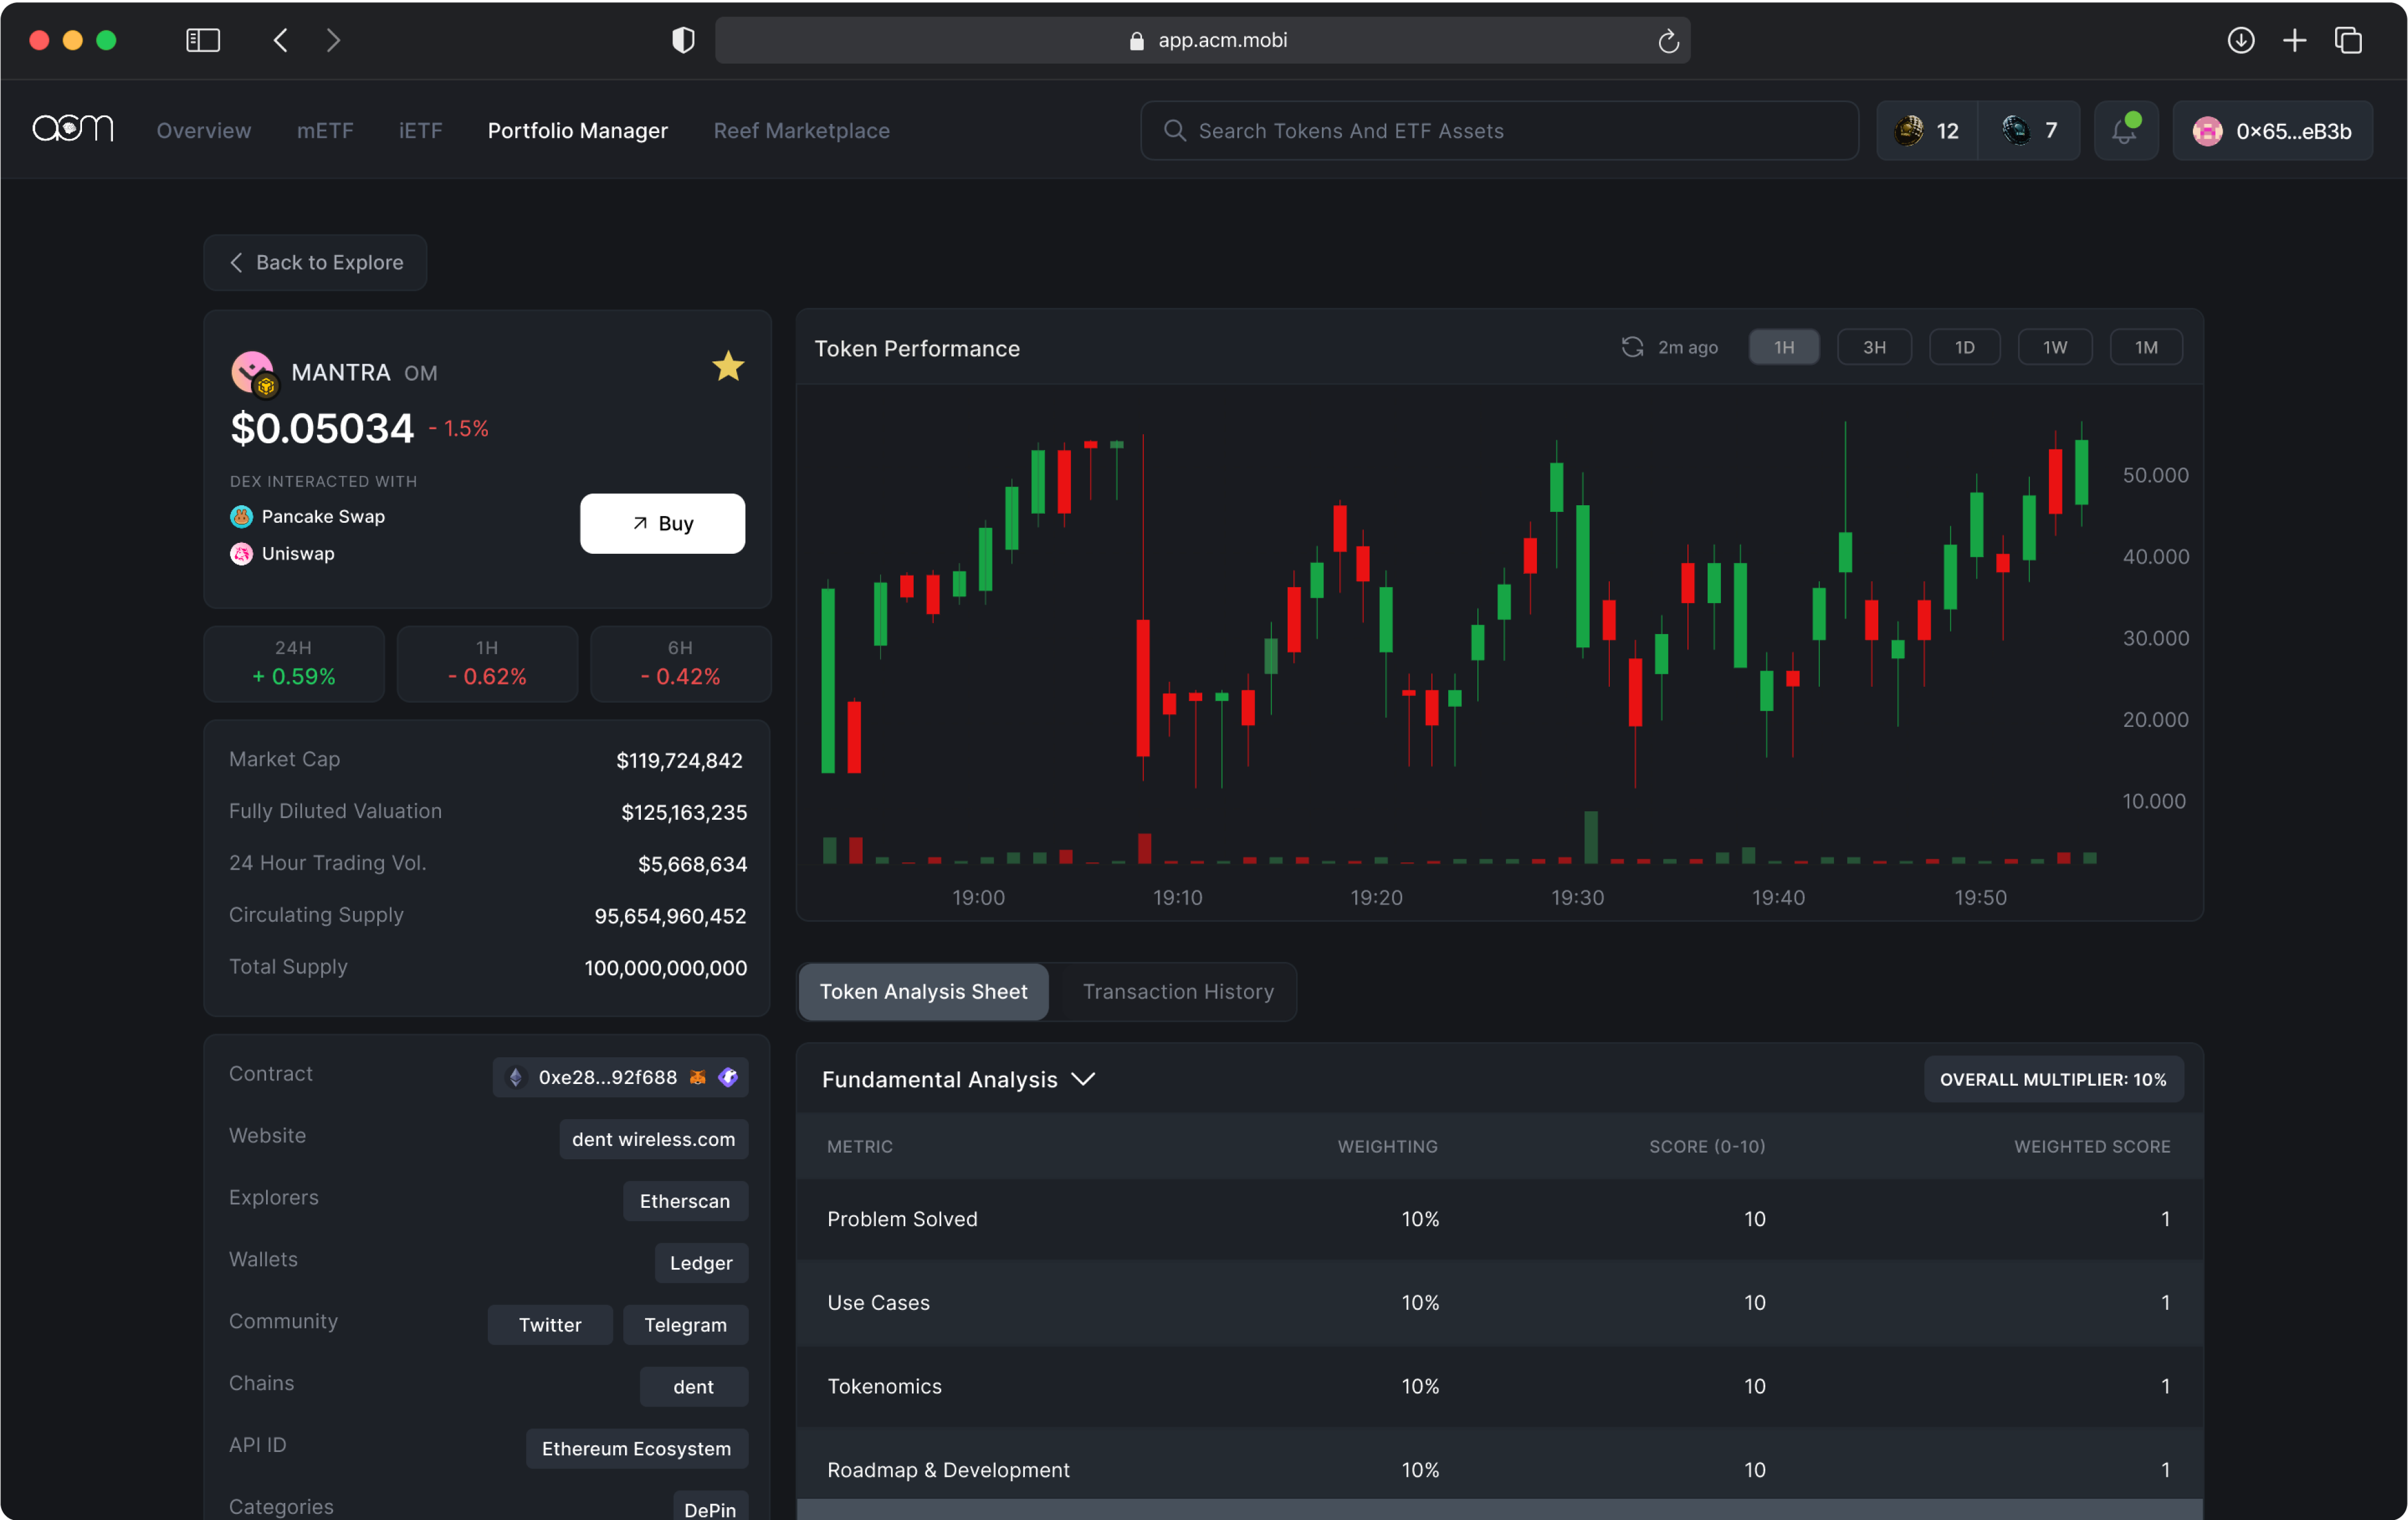 app.acm.mobi
acm
Overview
mETF
iETF
Portfolio Manager
Reef Marketplace
Search Tokens And ETF Assets
12
7
0x65...eB3b
Back to Explore
MANTRA OM
$0.05034 - 1.5%
DEX INTERACTED WITH
Pancake Swap
Uniswap
Buy
24H
+ 0.59%
1H
- 0.62%
6H
- 0.42%
Market Cap $119,724,842
Fully Diluted Valuation $125,163,235
24 Hour Trading Vol. $5,668,634
Circulating Supply 95,654,960,452
Total Supply 100,000,000,000
Contract 0xe28...92f688
Website dent wireless.com
Explorers Etherscan
Wallets Ledger
Community Twitter Telegram
Chains dent
API ID Ethereum Ecosystem
Categories DePin
Token Performance
2m ago
1H
3H
1D
1W
1M
50.000
40.000
30.000
20.000
10.000
19:00 19:10 19:20 19:30 19:40 19:50
Token Analysis Sheet
Transaction History
Fundamental Analysis
OVERALL MULTIPLIER: 10%
METRIC WEIGHTING SCORE (0-10) WEIGHTED SCORE
Problem Solved 10% 10 1
Use Cases 10% 10 1
Tokenomics 10% 10 1
Roadmap & Development 10% 10 1